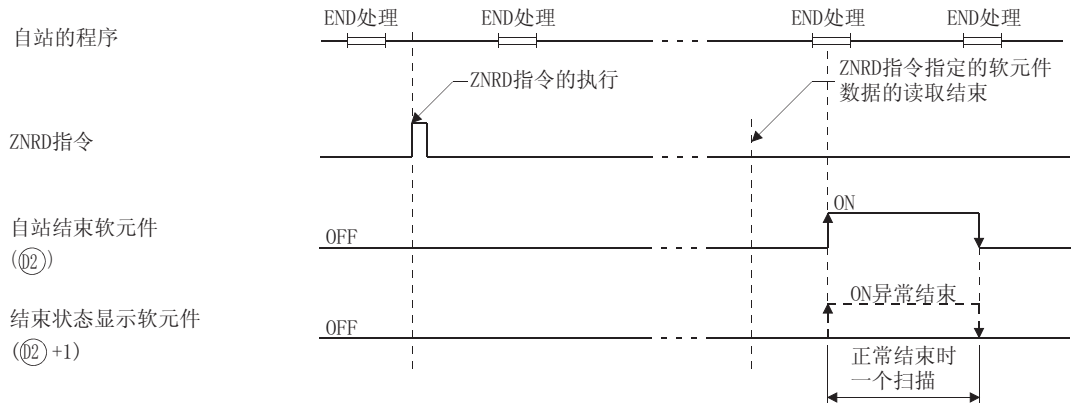 END处理 END处理 END处理 END处理
自站的程序
ZNRD指令的执行
ZNRD指令指定的软元件
数据的读取结束
ZNRD指令
自站结束软元件
(D2)
OFF
ON
结束状态显示软元件
(D2+1)
OFF
ON异常结束
正常结束时
一个扫描